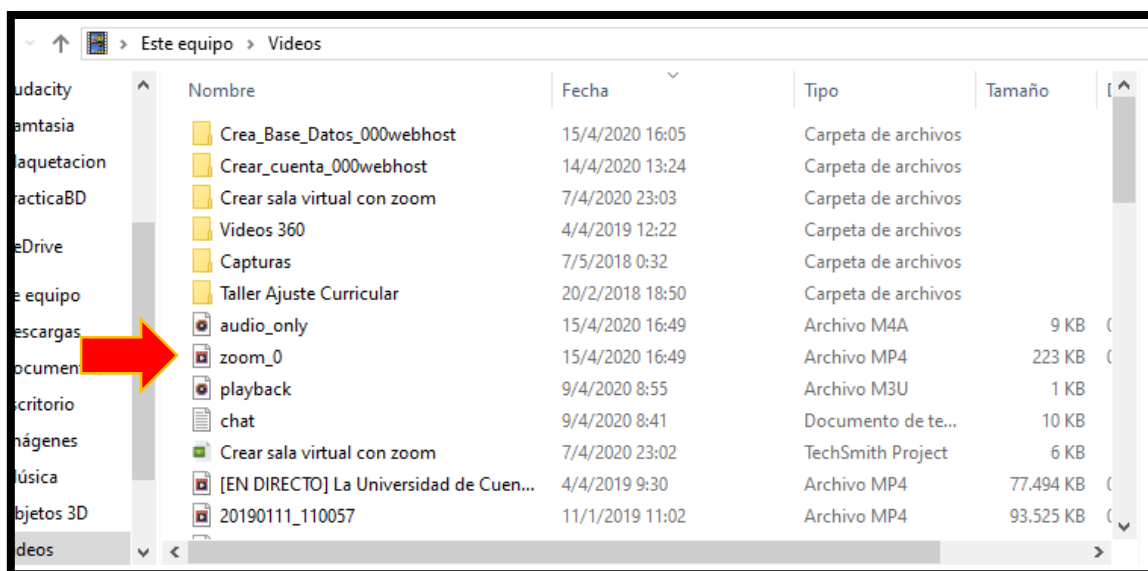 Este equipo > Videos
Nombre Fecha Tipo Tamaño
Crea_Base_Datos_000webhost 15/4/2020 16:05 Carpeta de archivos
Crear_cuenta_000webhost 14/4/2020 13:24 Carpeta de archivos
Crear sala virtual con zoom 7/4/2020 23:03 Carpeta de archivos
Videos 360 4/4/2019 12:22 Carpeta de archivos
Capturas 7/5/2018 0:32 Carpeta de archivos
Taller Ajuste Curricular 20/2/2018 18:50 Carpeta de archivos
audio_only 15/4/2020 16:49 Archivo M4A 9 KB
zoom_0 15/4/2020 16:49 Archivo MP4 223 KB
playback 9/4/2020 8:55 Archivo M3U 1 KB
chat 9/4/2020 8:41 Documento de te... 10 KB
Crear sala virtual con zoom 7/4/2020 23:02 TechSmith Project 6 KB
[EN DIRECTO] La Universidad de Cuen... 4/4/2019 9:30 Archivo MP4 77.494 KB
20190111_110057 11/1/2019 11:02 Archivo MP4 93.525 KB
udacity
amtasia
laquetacion
racticaBD
eDrive
e equipo
escargas
ocumen
scritorio
nágenes
lúsica
bjetos 3D
deos